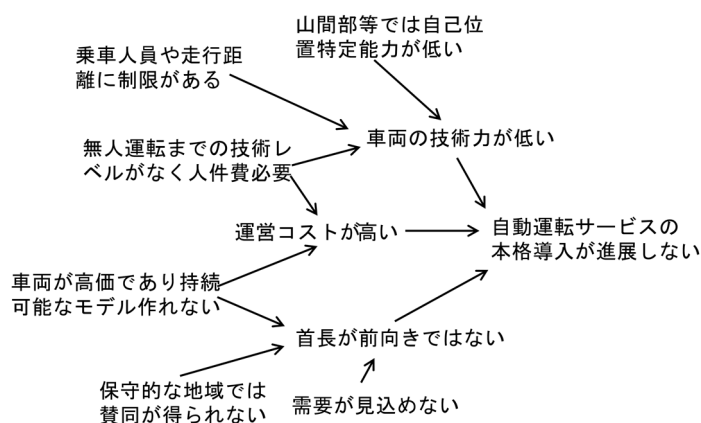 山間部等では自己位
置特定能力が低い
乗車人員や走行距
離に制限がある
車両の技術力が低い
無人運転までの技術レ
ベルがなく人件費必要
運営コストが高い
自動運転サービスの
本格導入が進展しない
車両が高価であり持続
可能なモデル作れない
首長が前向きではない
保守的な地域では
賛同が得られない
需要が見込めない